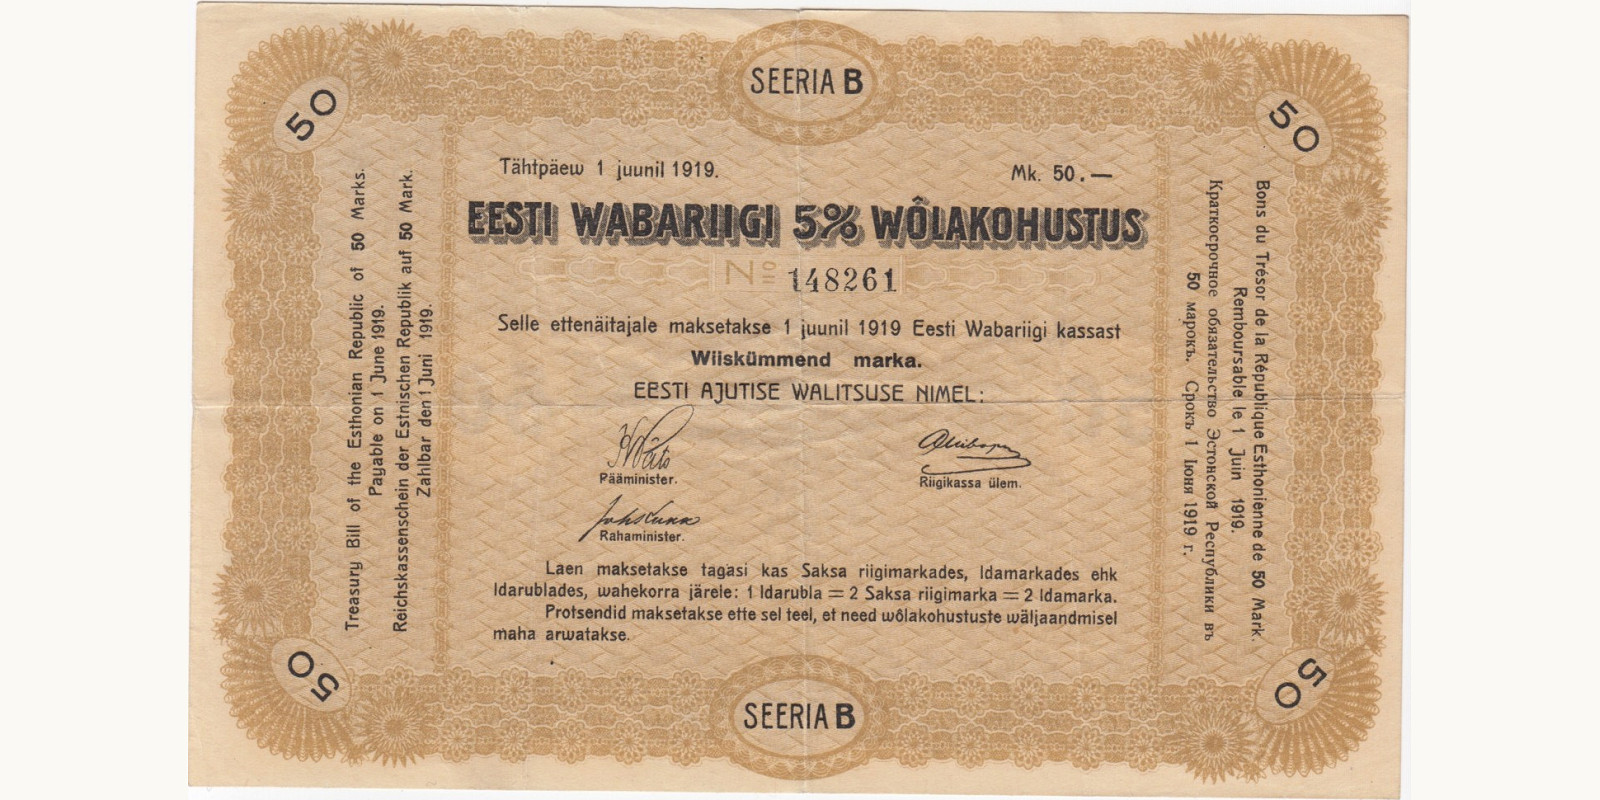 SEERIA B
50
50
Tähtpäew 1 juunil 1919.
Mk. 50.—
EESTI WABARIIGI 5% WÔLAKOHUSTUS
No 148261
Selle ettenäitajale maksetakse 1 juunil 1919 Eesti Wabariigi kassast
Wiiskümmend marka.
EESTI AJUTISE WALITSUSE NIMEL:
Pääminister.
Riigikassa ülem.
Rahaminister.
Laen maksetakse tagasi kas Saksa riigimarkades, Idamarkades ehk
Idarublades, wahekorra järele: 1 Idarubla = 2 Saksa riigimarka = 2 Idamarka.
Protsendid maksetakse ette sel teel, et need wôlakohustuste wäljaandmisel
maha arwatakse.
Treasury Bill of the Esthonian Republic of 50 Marks.
Payable on 1 June 1919.
Reichskassenschein der Estnischen Republik auf 50 Mark.
Zahlbar den 1 Juni 1919.
Bons du Trésor de la République Esthonienne de 50 Mark.
Remboursable le 1 Juin 1919.
Краткосрочное обязательство Эстонской Республики въ
50 марокъ. Срокъ 1 Іюня 1919 г.
50
50
SEERIA B